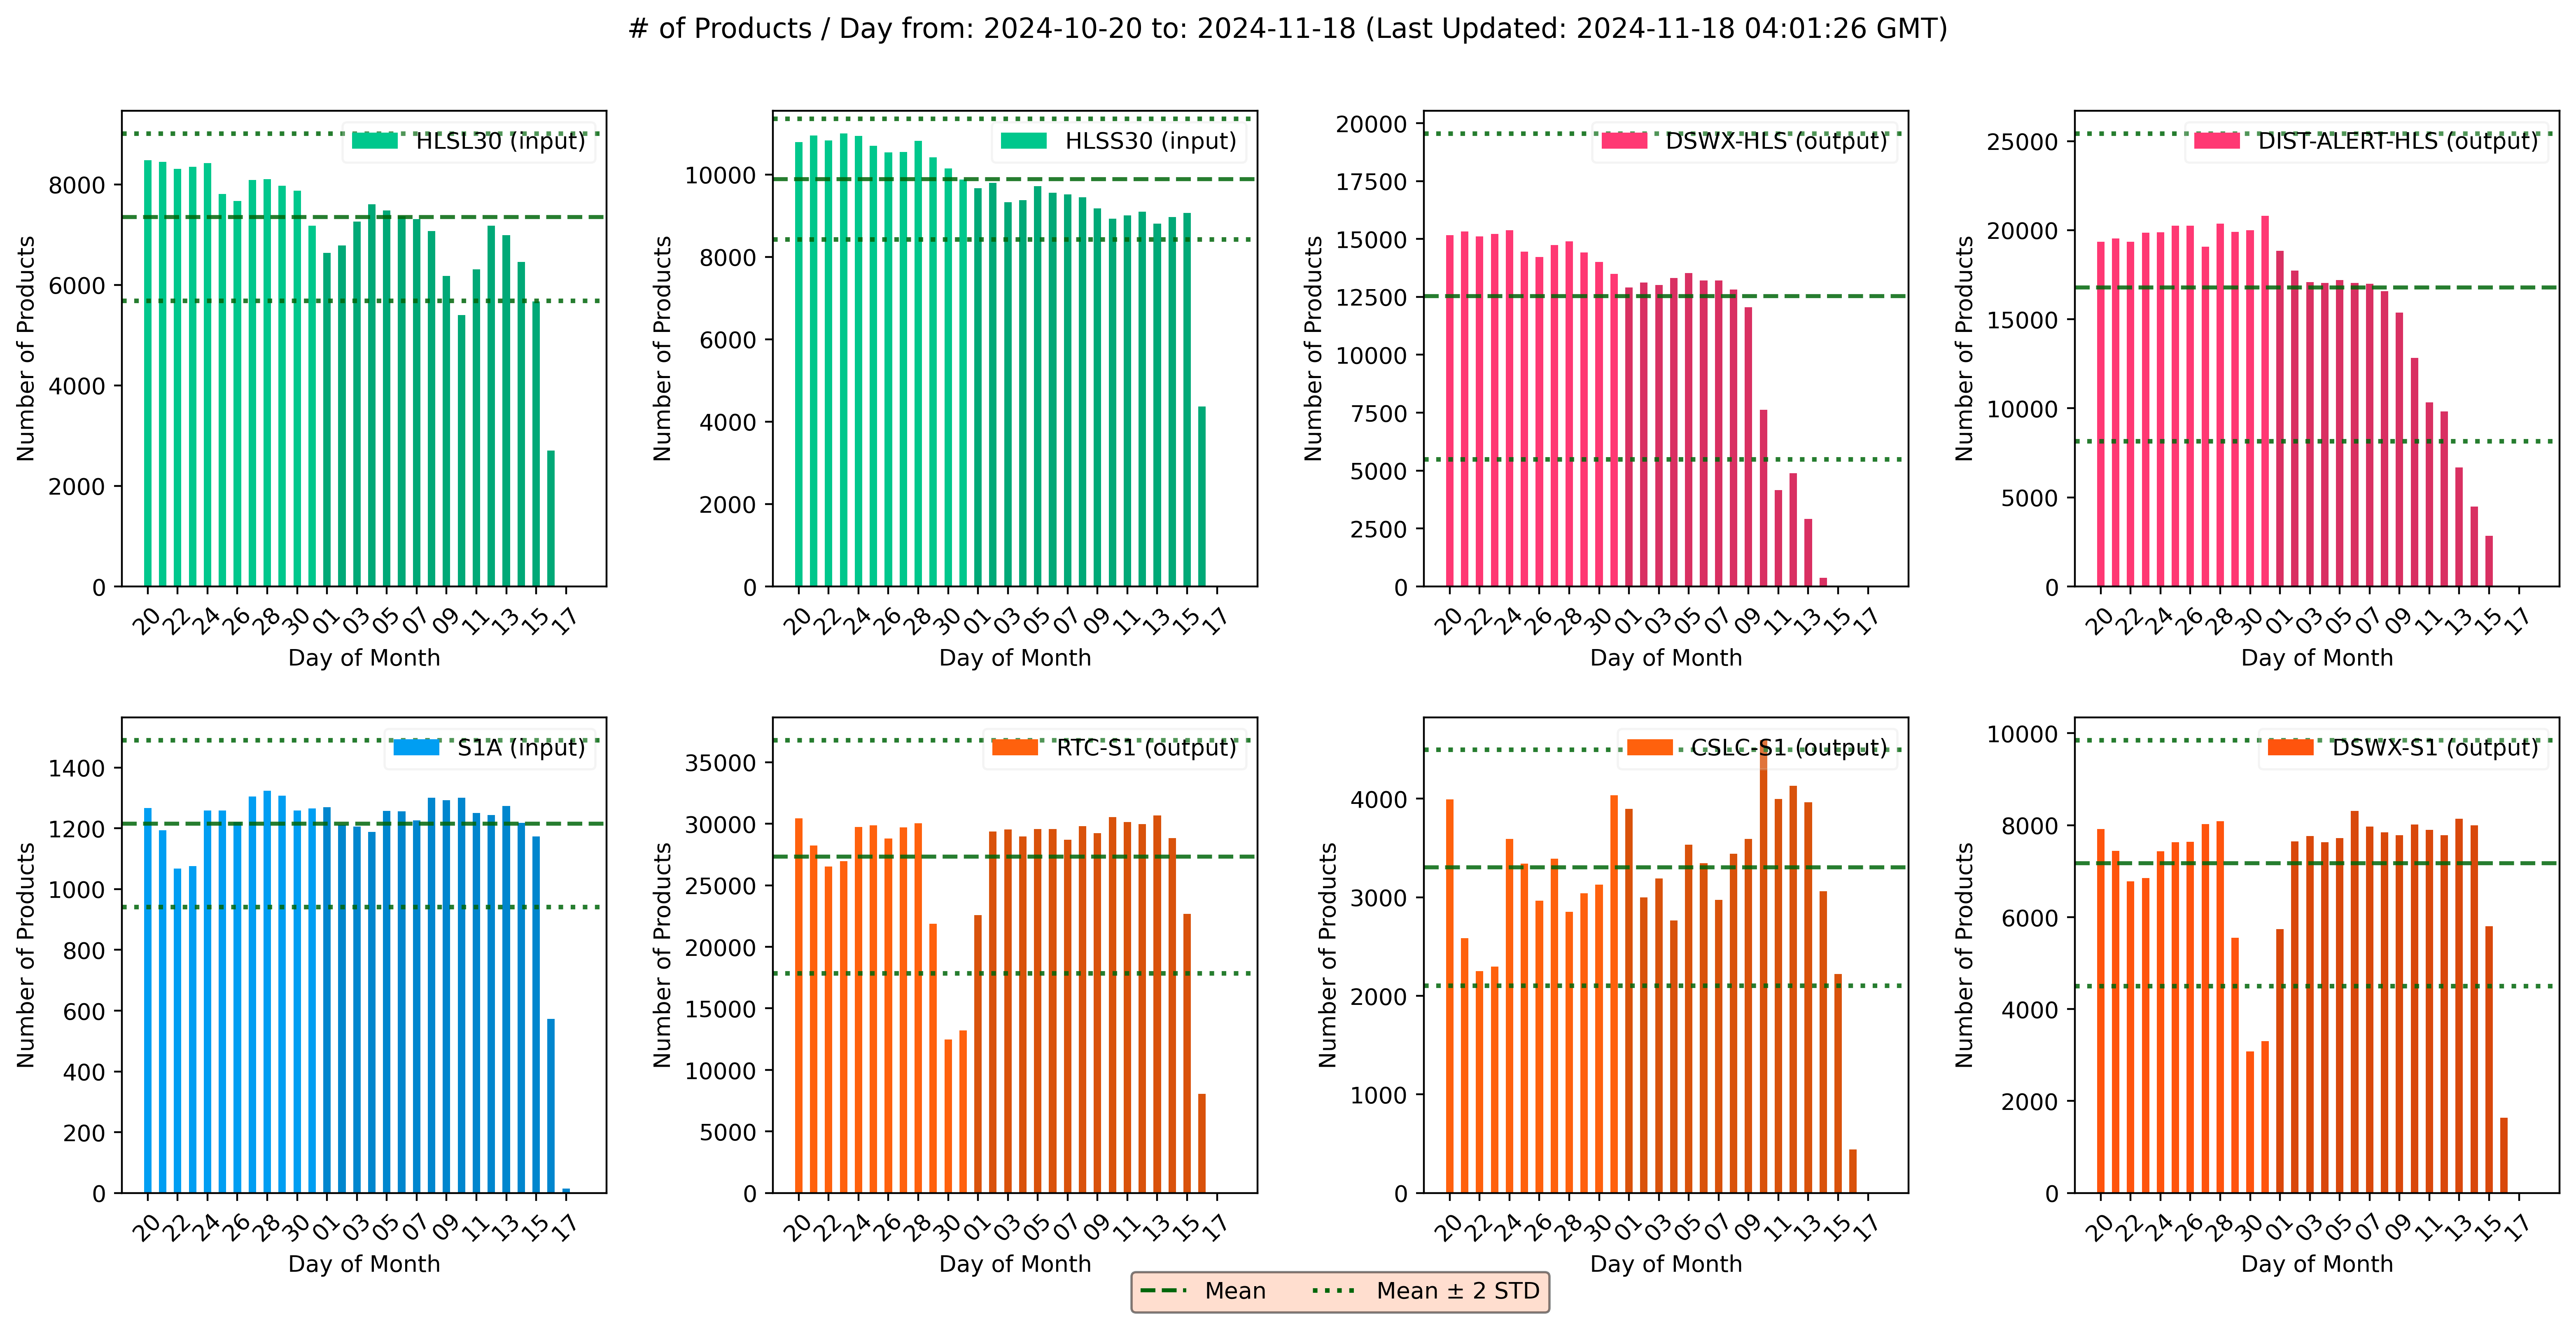 # of Products / Day from: 2024-10-20 to: 2024-11-18 (Last Updated: 2024-11-18 04:01:26 GMT)
HLSL30 (input)
Number of Products
8000
6000
4000
2000
0
20 22 24 26 28 30 01 03 05 07 09 11 13 15 17
Day of Month
HLSS30 (input)
Number of Products
10000
8000
6000
4000
2000
0
20 22 24 26 28 30 01 03 05 07 09 11 13 15 17
Day of Month
DSWX-HLS (output)
Number of Products
20000
17500
15000
12500
10000
7500
5000
2500
0
20 22 24 26 28 30 01 03 05 07 09 11 13 15 17
Day of Month
DIST-ALERT-HLS (output)
Number of Products
25000
20000
15000
10000
5000
0
20 22 24 26 28 30 01 03 05 07 09 11 13 15 17
Day of Month
S1A (input)
Number of Products
1400
1200
1000
800
600
400
200
0
20 22 24 26 28 30 01 03 05 07 09 11 13 15 17
Day of Month
RTC-S1 (output)
Number of Products
35000
30000
25000
20000
15000
10000
5000
0
20 22 24 26 28 30 01 03 05 07 09 11 13 15 17
Day of Month
CSLC-S1 (output)
Number of Products
4000
3000
2000
1000
0
20 22 24 26 28 30 01 03 05 07 09 11 13 15 17
Day of Month
DSWX-S1 (output)
Number of Products
10000
8000
6000
4000
2000
0
20 22 24 26 28 30 01 03 05 07 09 11 13 15 17
Day of Month
Mean
Mean ± 2 STD